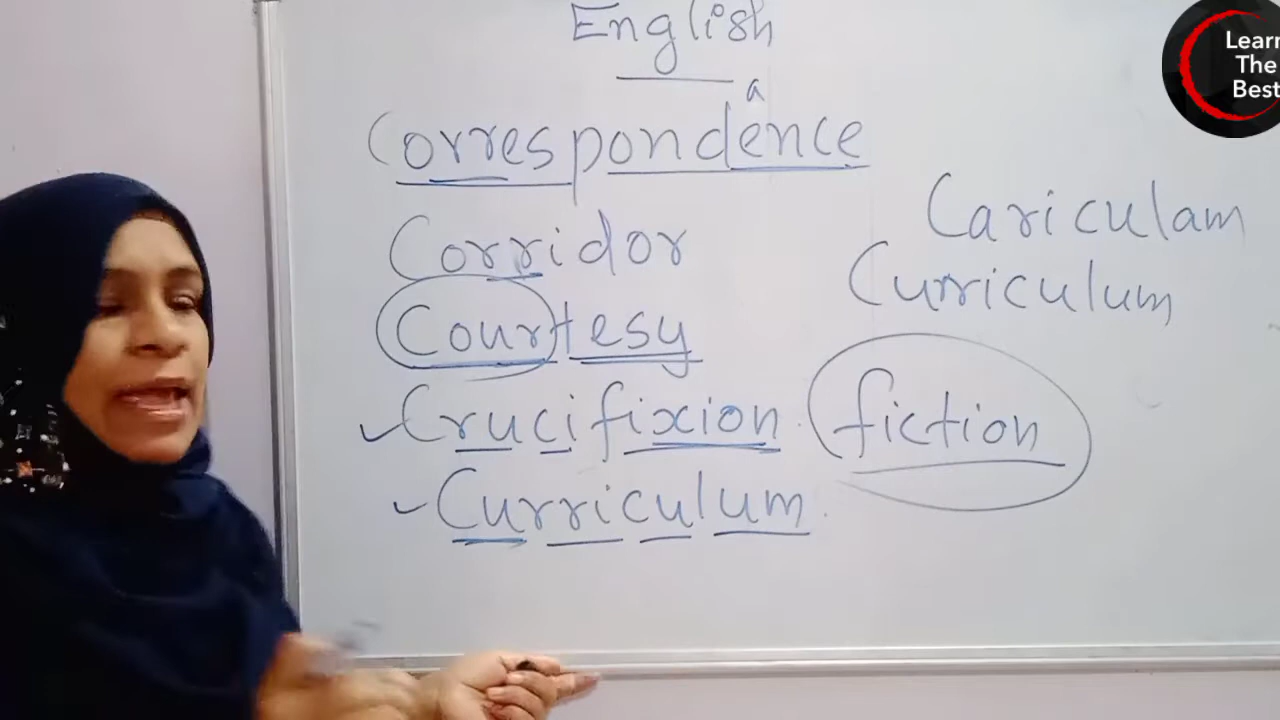 English
a
Correspondence
Corridor
Courtesy
Crucifixion.
Curriculum.
Cariculam
Curriculum
fiction
Learn
The
Best